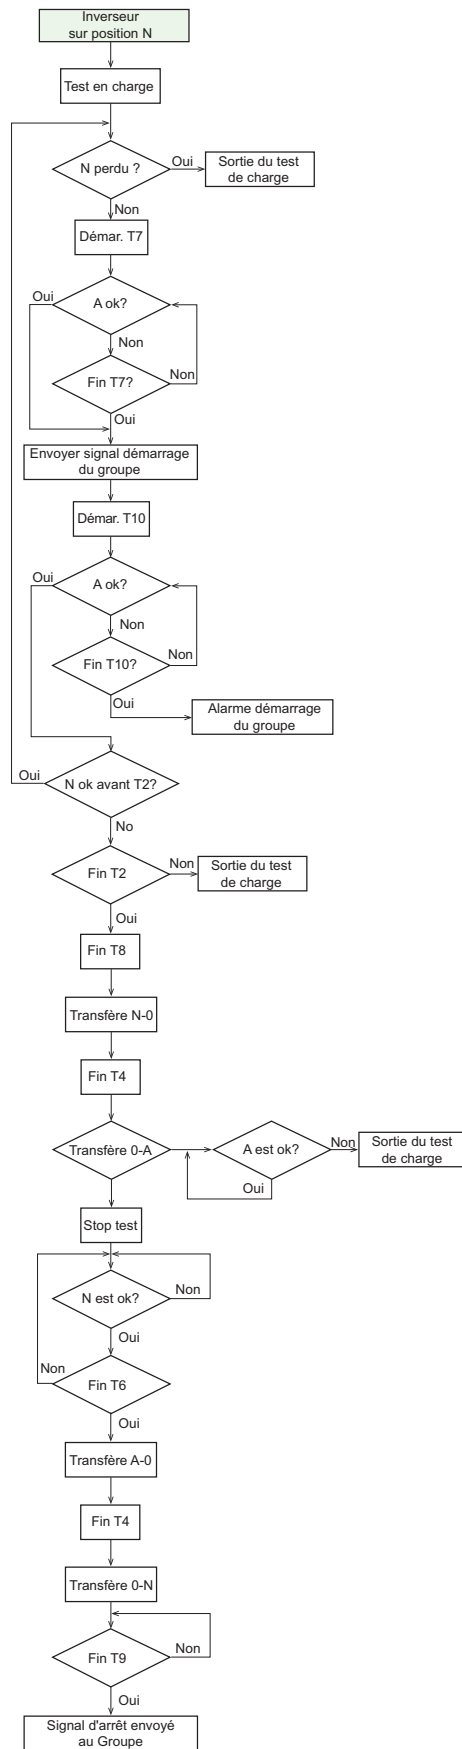 Inverseur
sur position N
Test en charge
N perdu ?
Oui
Sortie du test
de charge
Non
Démar. T7
Oui
A ok?
Non
Fin T7?
Non
Oui
Envoyer signal démarrage
du groupe
Démar. T10
Oui
A ok?
Non
Fin T10?
Non
Oui
Alarme démarrage
du groupe
Oui
N ok avant T2?
No
Fin T2
Non
Sortie du test
de charge
Oui
Fin T8
Transfère N-0
Fin T4
Transfère 0-A
A est ok?
Non
Sortie du test
de charge
Oui
Stop test
N est ok?
Non
Oui
Non
Fin T6
Oui
Transfère A-0
Fin T4
Transfère 0-N
Fin T9
Non
Oui
Signal d'arrêt envoyé
au Groupe